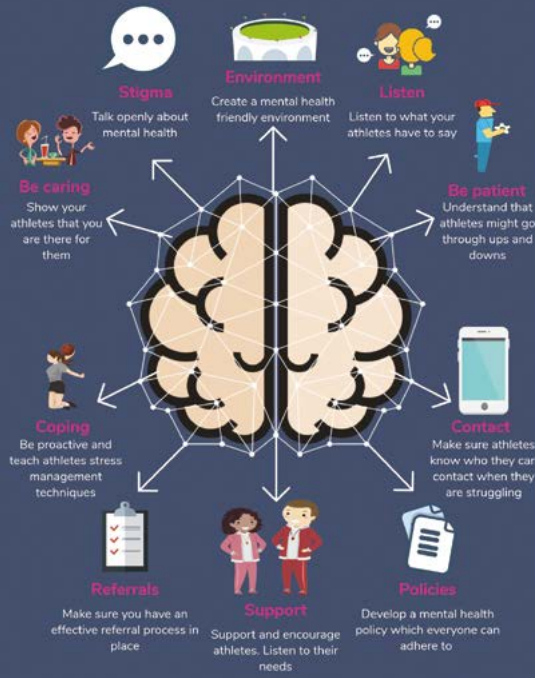 Stigma
Talk openly about
mental health
Environment
Create a mental health
friendly environment
Listen
Listen to what your
athletes have to say
Be caring
Show your
athletes that you
are there for
them
Be patient
Understand that
athletes might go
through ups and
downs
Coping
Be proactive and
teach athletes stress
management
techniques
Contact
Make sure athletes
know who they can
contact when they
are struggling
Referrals
Make sure you have an
effective referral process in
place
Support
Support and encourage
athletes. Listen to their
needs
Policies
Develop a mental health
policy which everyone can
adhere to